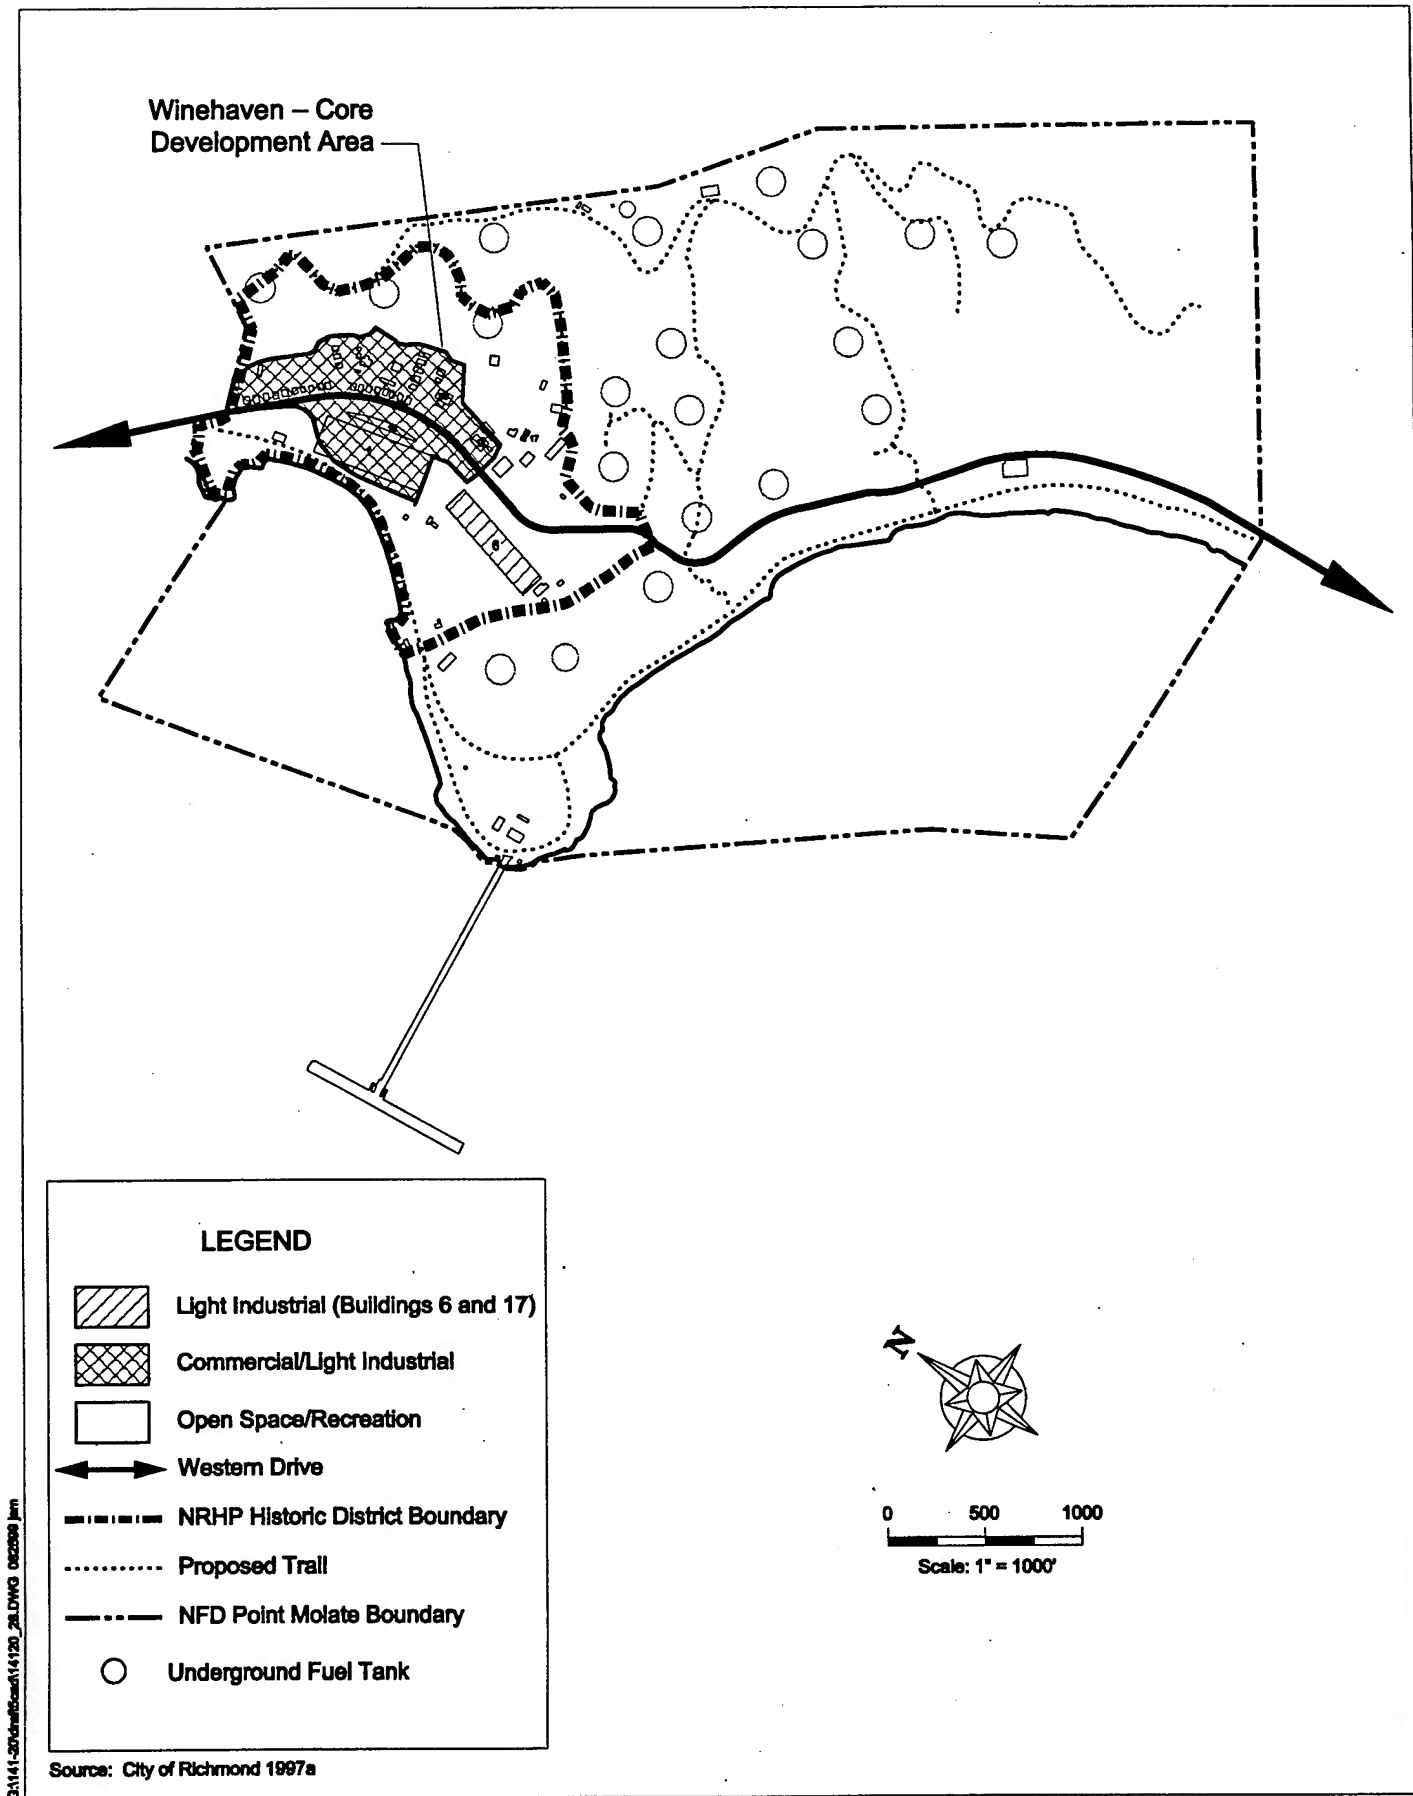 Winehaven – Core
Development Area
6
17
LEGEND
Light Industrial (Buildings 6 and 17)
Commercial/Light Industrial
Open Space/Recreation
Western Drive
NRHP Historic District Boundary
Proposed Trail
NFD Point Molate Boundary
Underground Fuel Tank
N
0 500 1000
Scale: 1" = 1000'
Source: City of Richmond 1997a